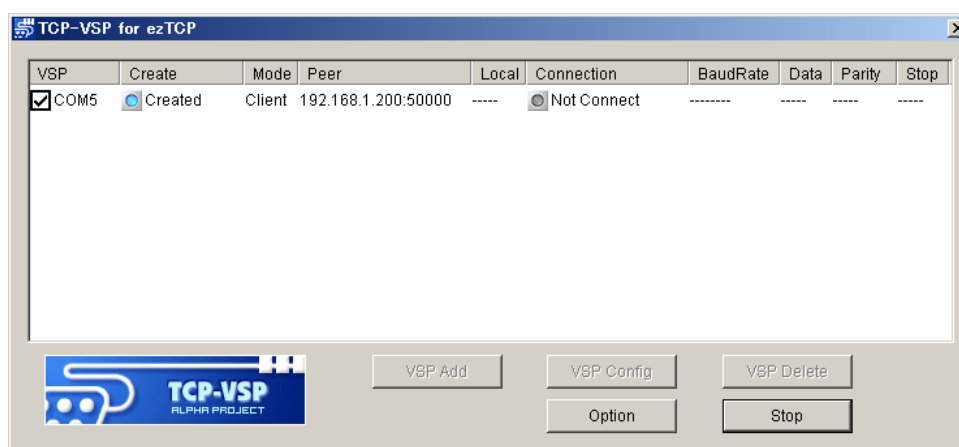 TCP-VSP for ezTCP
VSP Create Mode Peer Local Connection BaudRate Data Parity Stop
COM5 Created Client 192.168.1.200:50000 ----- Not Connect -------- ----- ----- -----
VSP Add VSP Config VSP Delete
TCP-VSP
ALPHA PROJECT
Option Stop